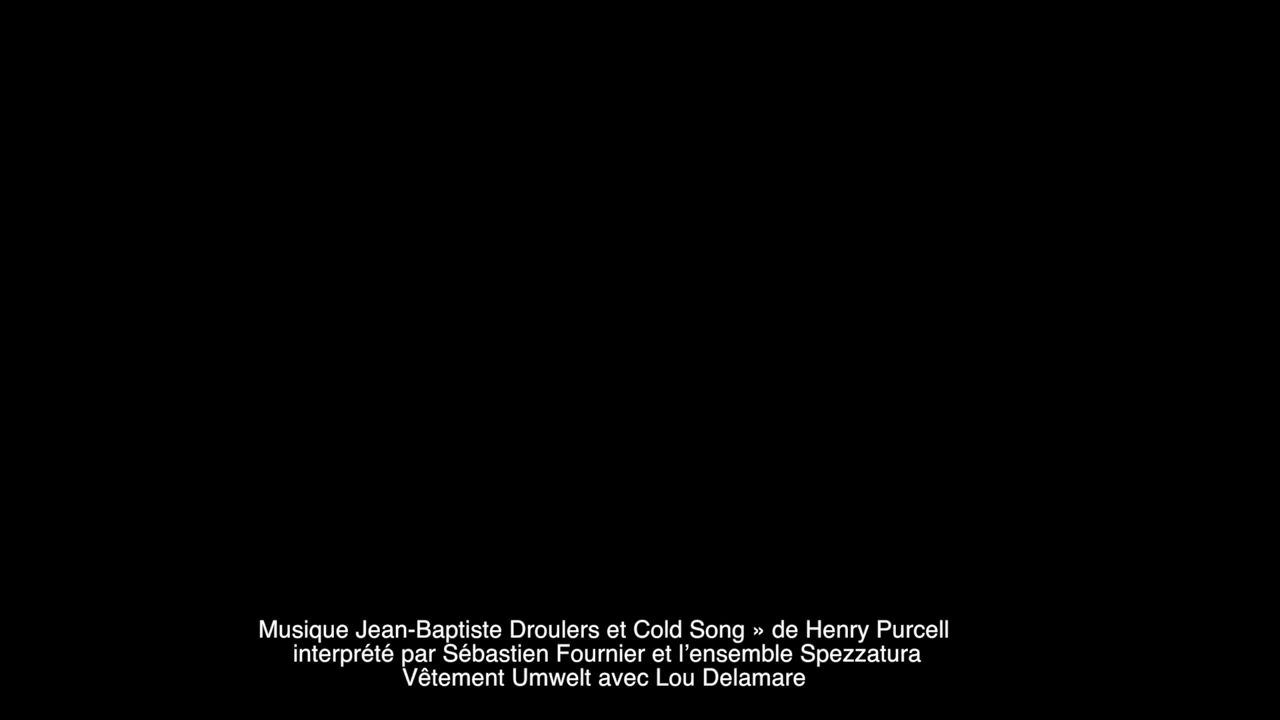 Musique Jean-Baptiste Droulers et Cold Song » de Henry Purcell
interprété par Sébastien Fournier et l’ensemble Spezzatura
Vêtement Umwelt avec Lou Delamare